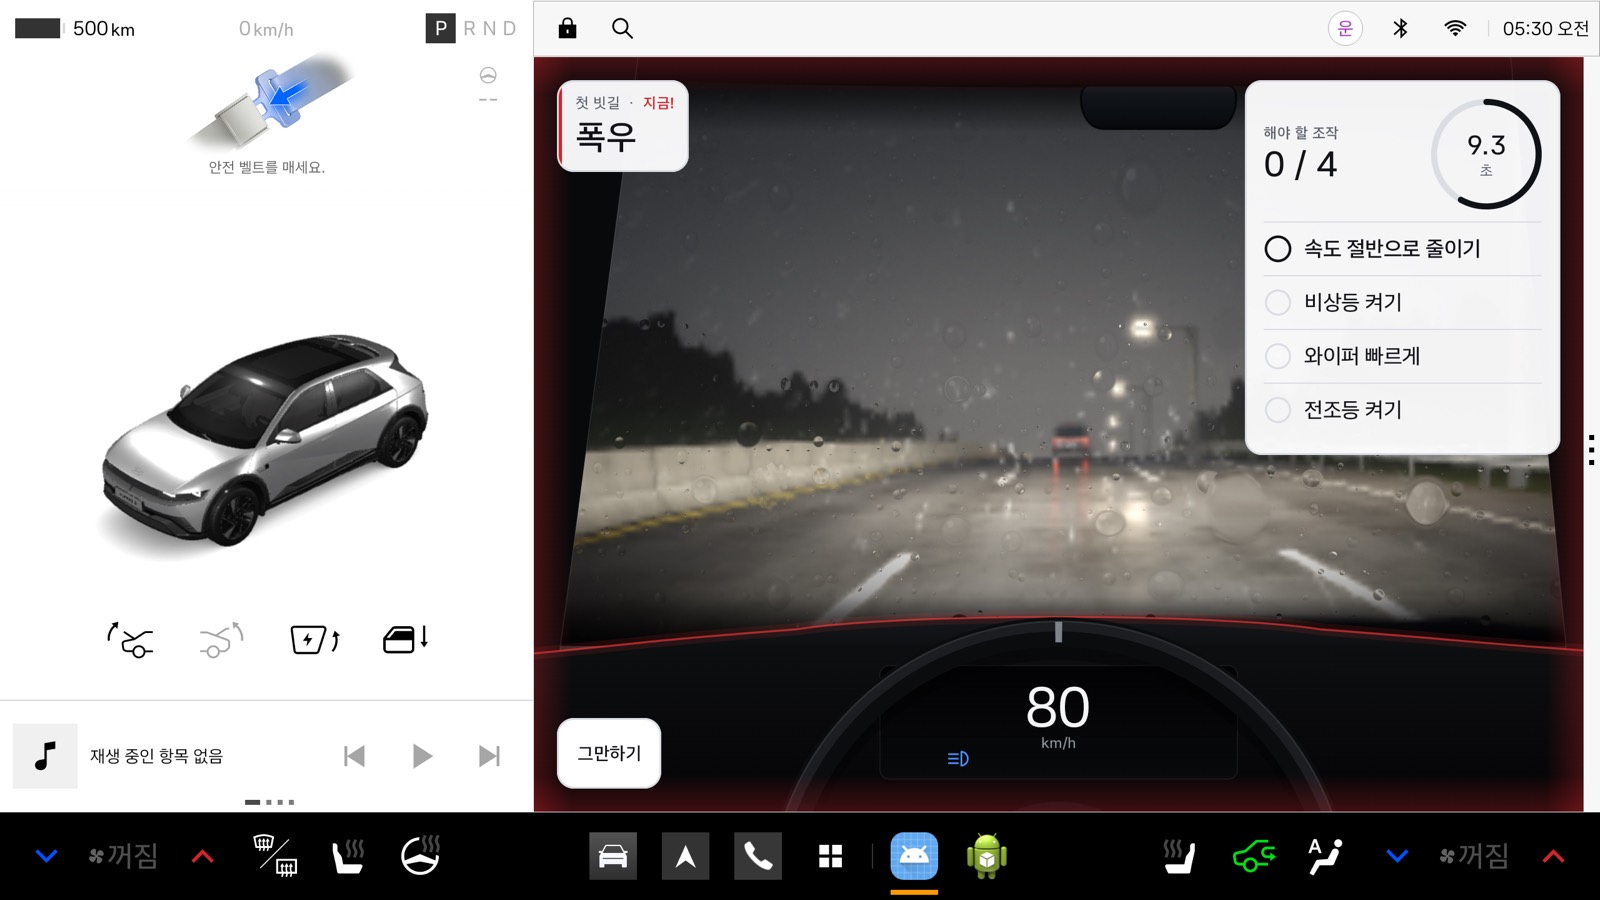 500 km
0 km/h
P R N D
안전 벨트를 매세요.
--
재생 중인 항목 없음
운
05:30 오전
첫 빗길 · 지금!
폭우
해야 할 조작
0 / 4
9.3
초
속도 절반으로 줄이기
비상등 켜기
와이퍼 빠르게
전조등 켜기
80
km/h
그만하기
꺼짐
A
꺼짐